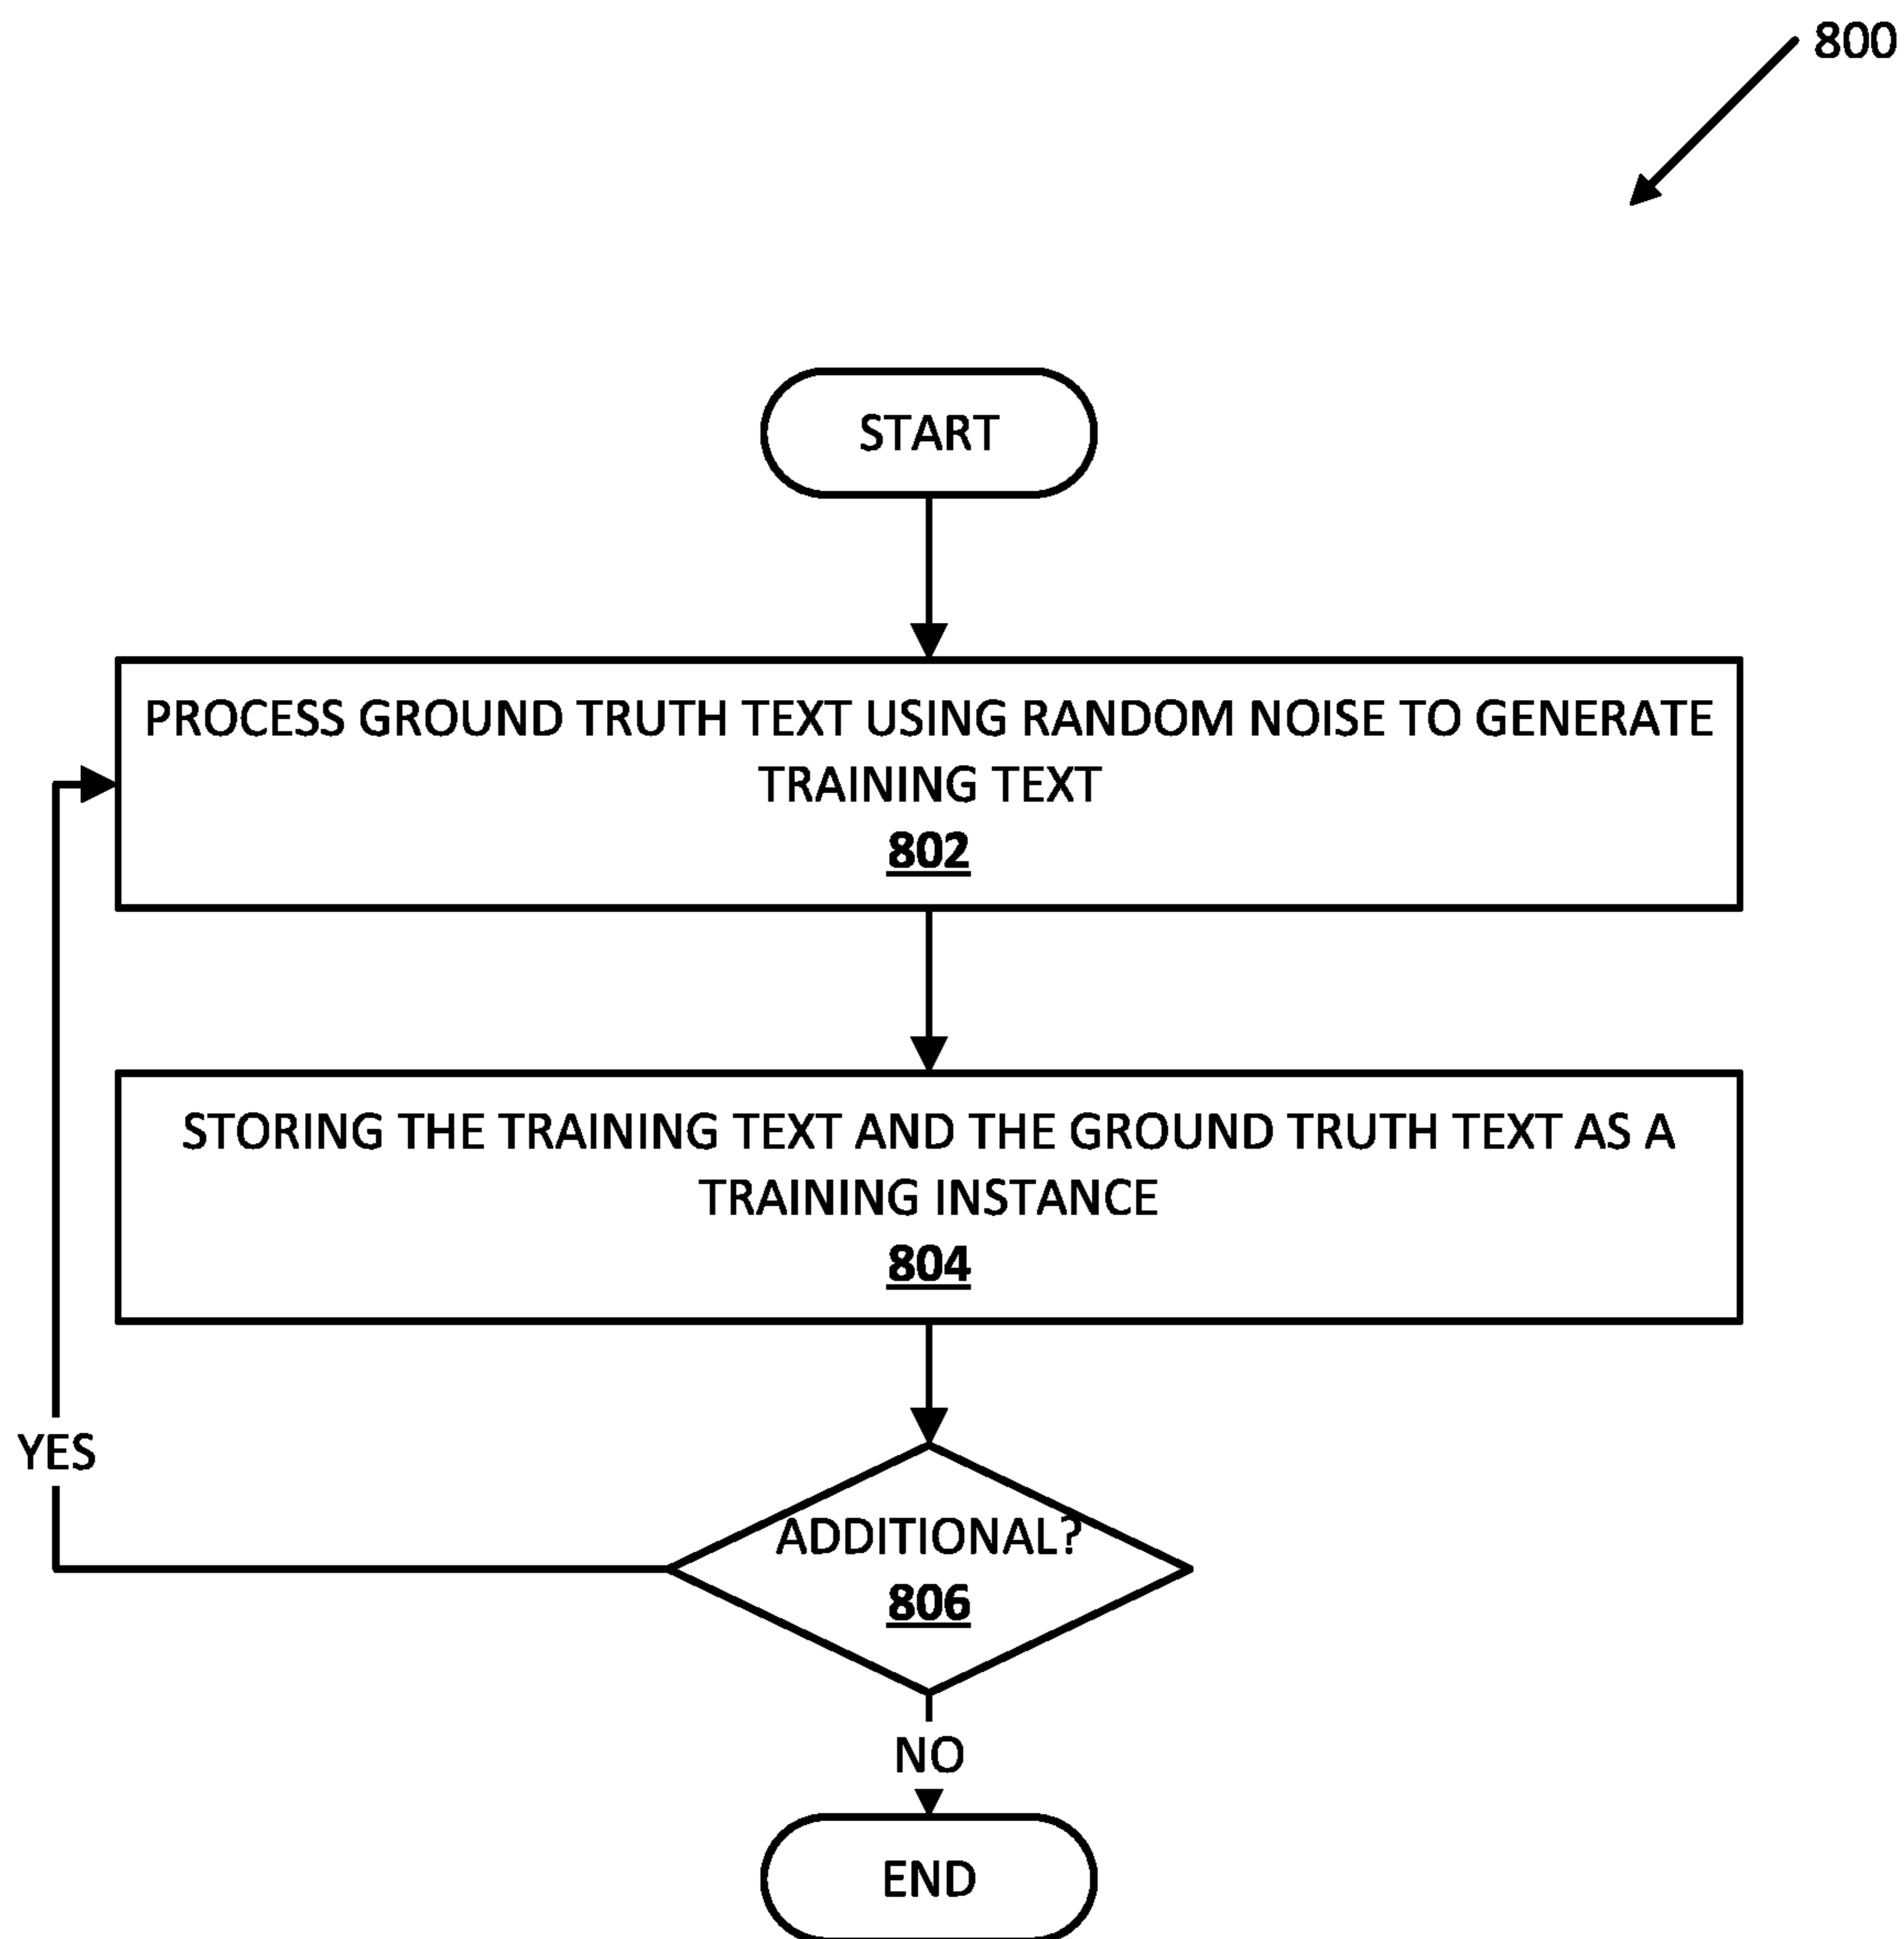 800
START
PROCESS GROUND TRUTH TEXT USING RANDOM NOISE TO GENERATE
TRAINING TEXT
802
STORING THE TRAINING TEXT AND THE GROUND TRUTH TEXT AS A
TRAINING INSTANCE
804
YES
ADDITIONAL?
806
NO
END